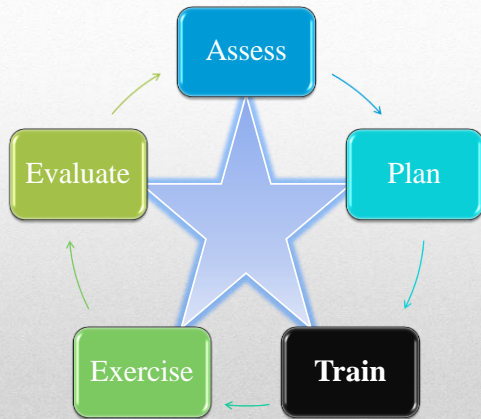 Assess
Plan
Train
Exercise
Evaluate